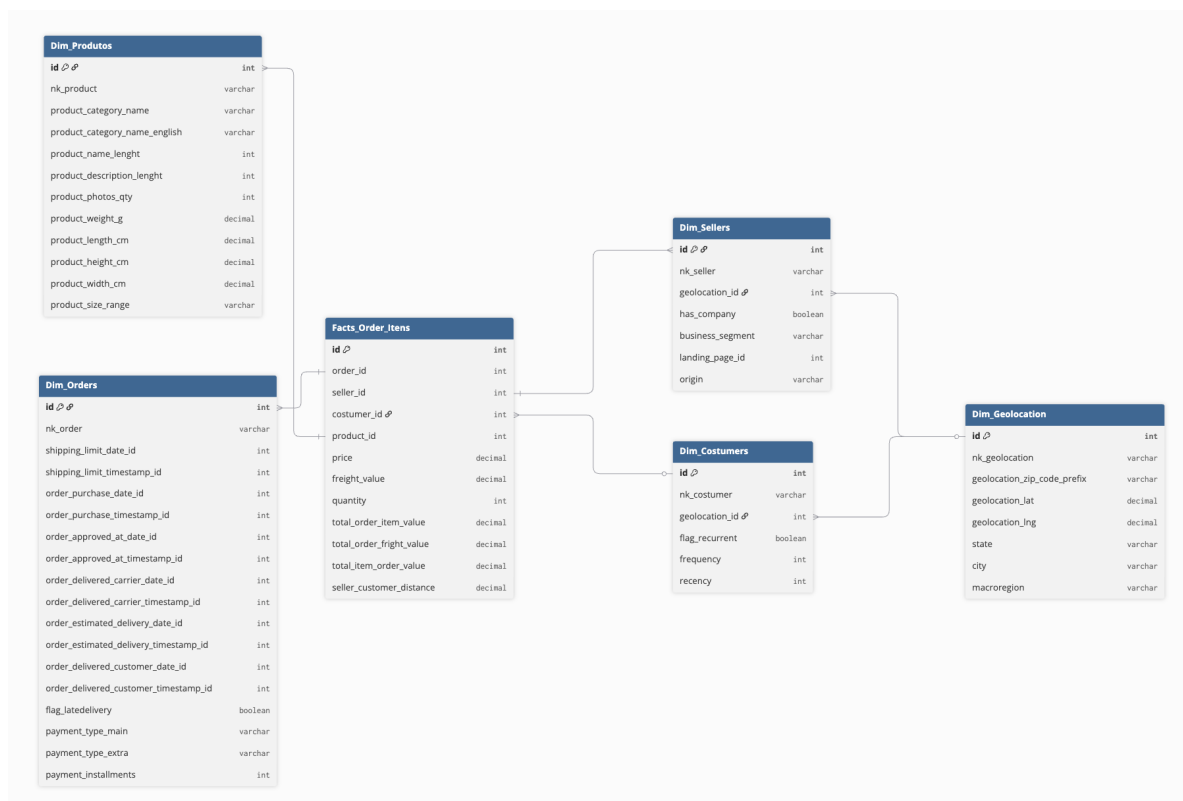 Dim_Produtos
id int
nk_product varchar
product_category_name varchar
product_category_name_english varchar
product_name_lenght int
product_description_lenght int
product_photos_qty int
product_weight_g decimal
product_length_cm decimal
product_height_cm decimal
product_width_cm decimal
product_size_range varchar
Dim_Orders
id int
nk_order varchar
shipping_limit_date_id int
shipping_limit_timestamp_id int
order_purchase_date_id int
order_purchase_timestamp_id int
order_approved_at_date_id int
order_approved_at_timestamp_id int
order_delivered_carrier_date_id int
order_delivered_carrier_timestamp_id int
order_estimated_delivery_date_id int
order_estimated_delivery_timestamp_id int
order_delivered_customer_date_id int
order_delivered_customer_timestamp_id int
flag_latedelivery boolean
payment_type_main varchar
payment_type_extra varchar
payment_installments int
Facts_Order_Itens
id int
order_id int
seller_id int
costumer_id int
product_id int
price decimal
freight_value decimal
quantity int
total_order_item_value decimal
total_order_fright_value decimal
total_item_order_value decimal
seller_customer_distance decimal
Dim_Sellers
id int
nk_seller varchar
geolocation_id int
has_company boolean
business_segment varchar
landing_page_id int
origin varchar
Dim_Costumers
id int
nk_costumer varchar
geolocation_id int
flag_recurrent boolean
frequency int
recency int
Dim_Geolocation
id int
nk_geolocation varchar
geolocation_zip_code_prefix varchar
geolocation_lat decimal
geolocation_lng decimal
state varchar
city varchar
macroregion varchar